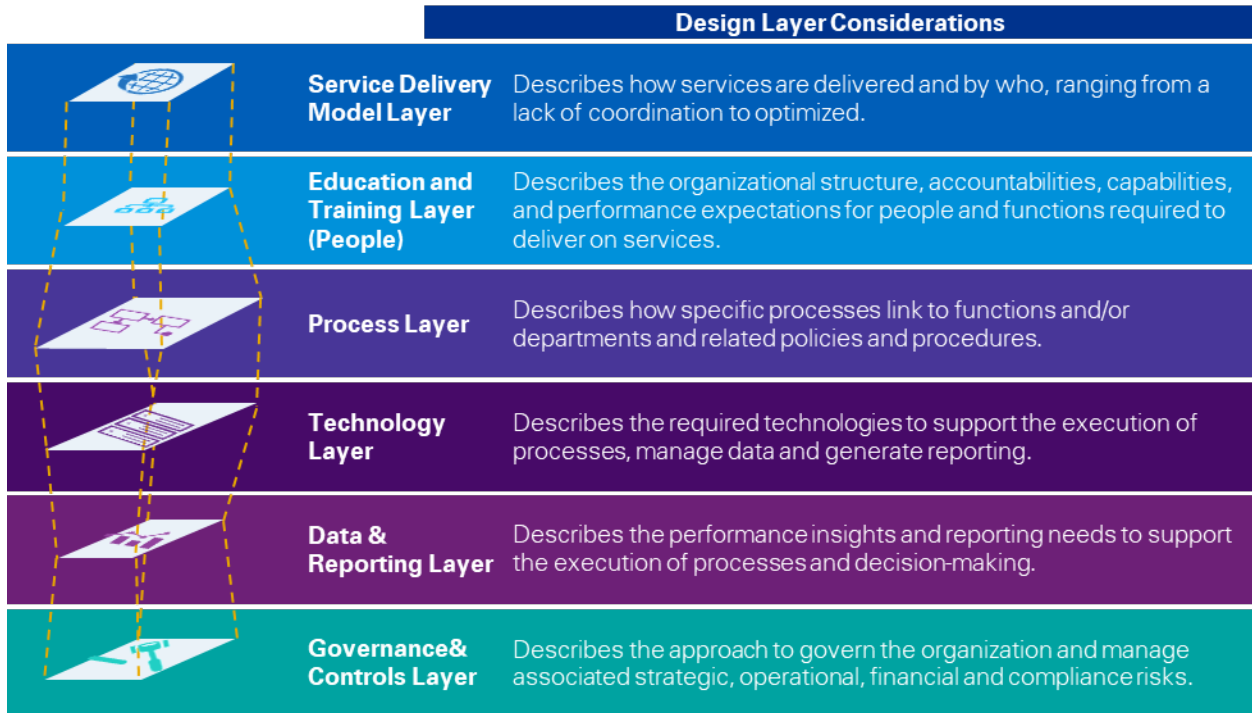 Design Layer Considerations
Service Delivery
Model Layer
Describes how services are delivered and by who, ranging from a
lack of coordination to optimized.
Education and
Training Layer
(People)
Describes the organizational structure, accountabilities, capabilities,
and performance expectations for people and functions required to
deliver on services.
Process Layer
Describes how specific processes link to functions and/or
departments and related policies and procedures.
Technology
Layer
Describes the required technologies to support the execution of
processes, manage data and generate reporting.
Data &
Reporting Layer
Describes the performance insights and reporting needs to support
the execution of processes and decision-making.
Governance&
Controls Layer
Describes the approach to govern the organization and manage
associated strategic, operational, financial and compliance risks.